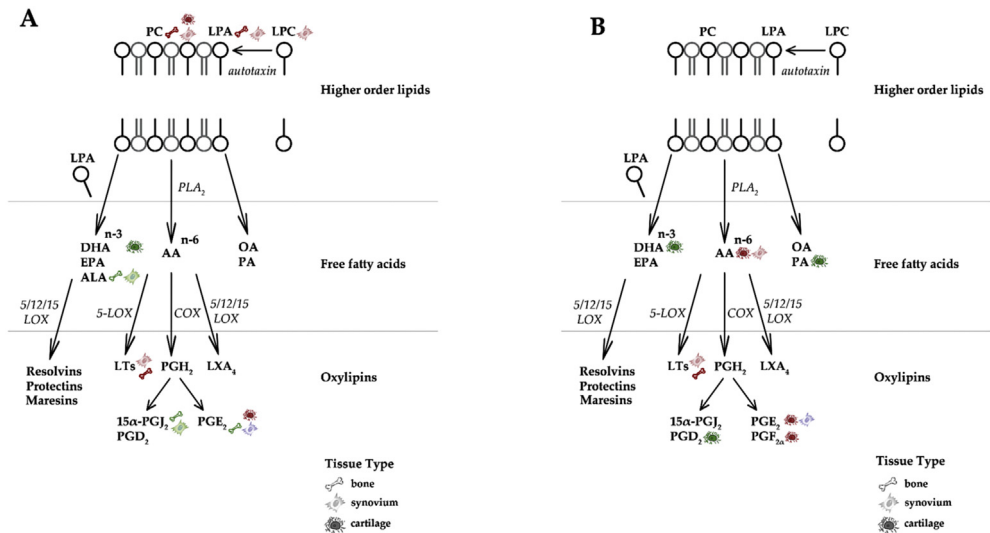 A
PC LPA LPC
autotaxin
Higher order lipids
LPA
PLA2
n-3
DHA
EPA
ALA
n-6
AA
OA
PA
Free fatty acids
5/12/15
LOX
5-LOX
COX
5/12/15
LOX
Resolvins
Protectins
Maresins
LTs
PGH2
LXA4
Oxylipins
15α-PGJ2
PGD2
PGE2
Tissue Type
bone
synovium
cartilage
B
PC LPA LPC
autotaxin
Higher order lipids
LPA
PLA2
n-3
DHA
EPA
n-6
AA
OA
PA
Free fatty acids
5/12/15
LOX
5-LOX
COX
5/12/15
LOX
Resolvins
Protectins
Maresins
LTs
PGH2
LXA4
Oxylipins
15α-PGJ2
PGD2
PGE2
PGF2α
Tissue Type
bone
synovium
cartilage